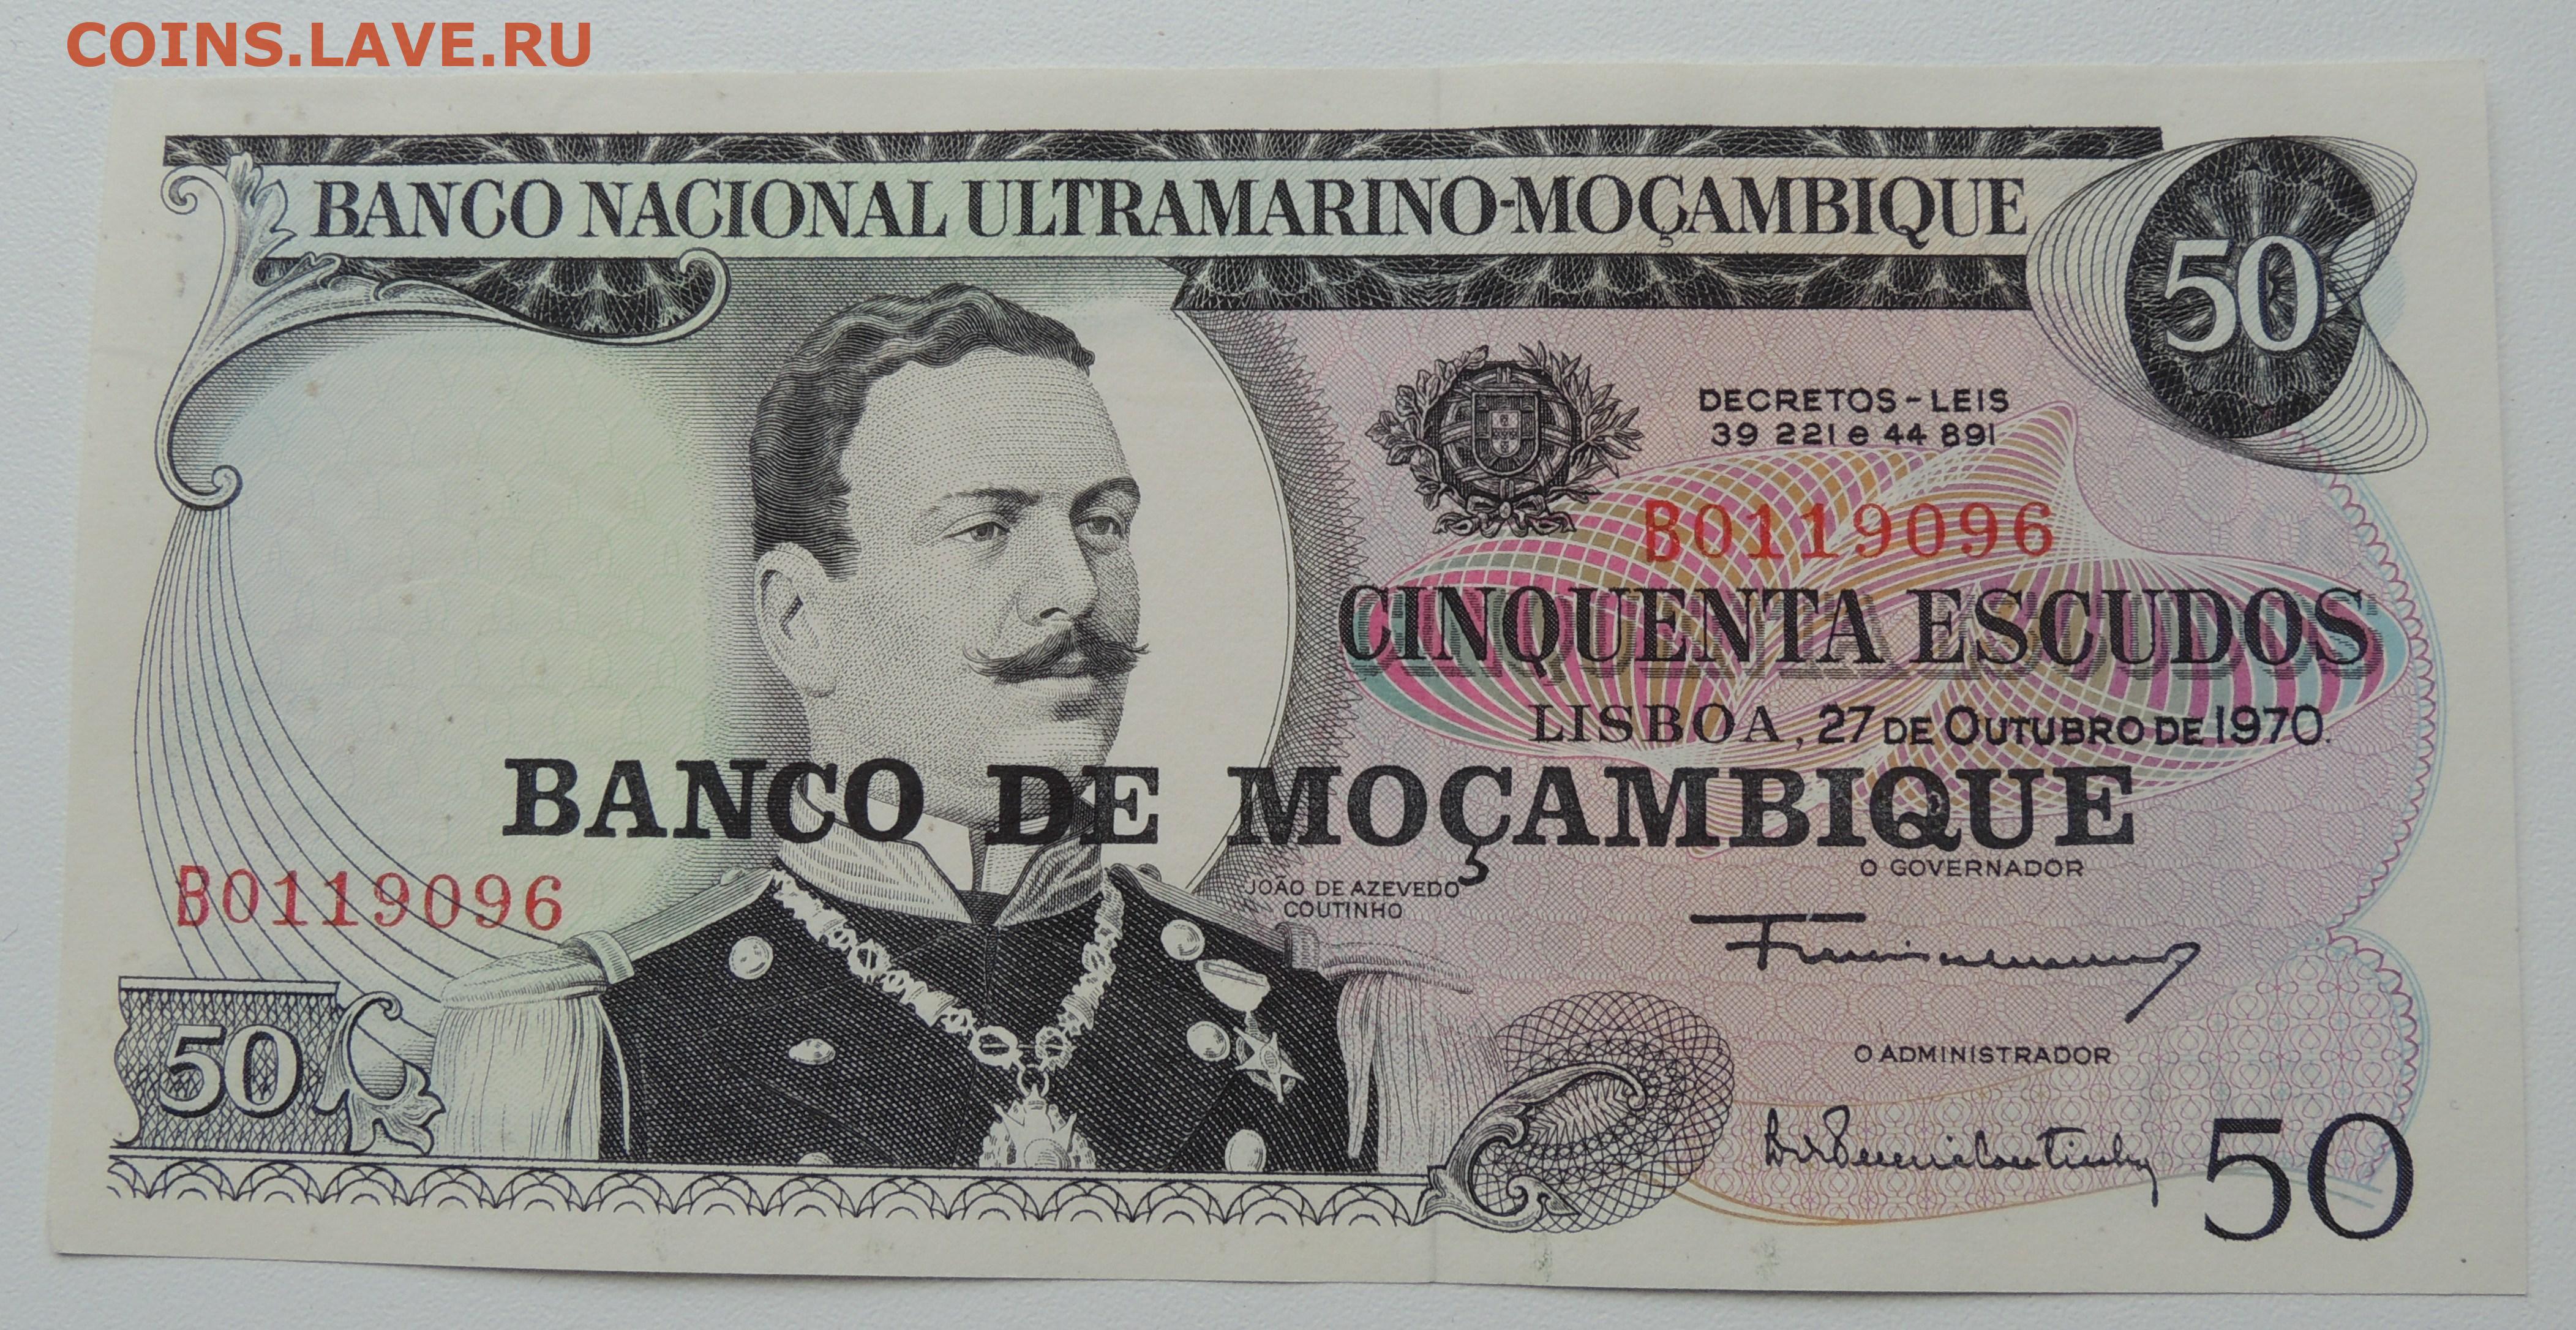 COINS.LAVE.RU
BANCO NACIONAL ULTRAMARINO-MOÇAMBIQUE
50
DECRETOS-LEIS
39 221 e 44 891
B0119096
CINQUENTA ESCUDOS
LISBOA, 27 DE OUTUBRO DE 1970.
BANCO DE MOÇAMBIQUE
O GOVERNADOR
B0119096
JOÃO DE AZEVEDO
COUTINHO
50
O ADMINISTRADOR
50